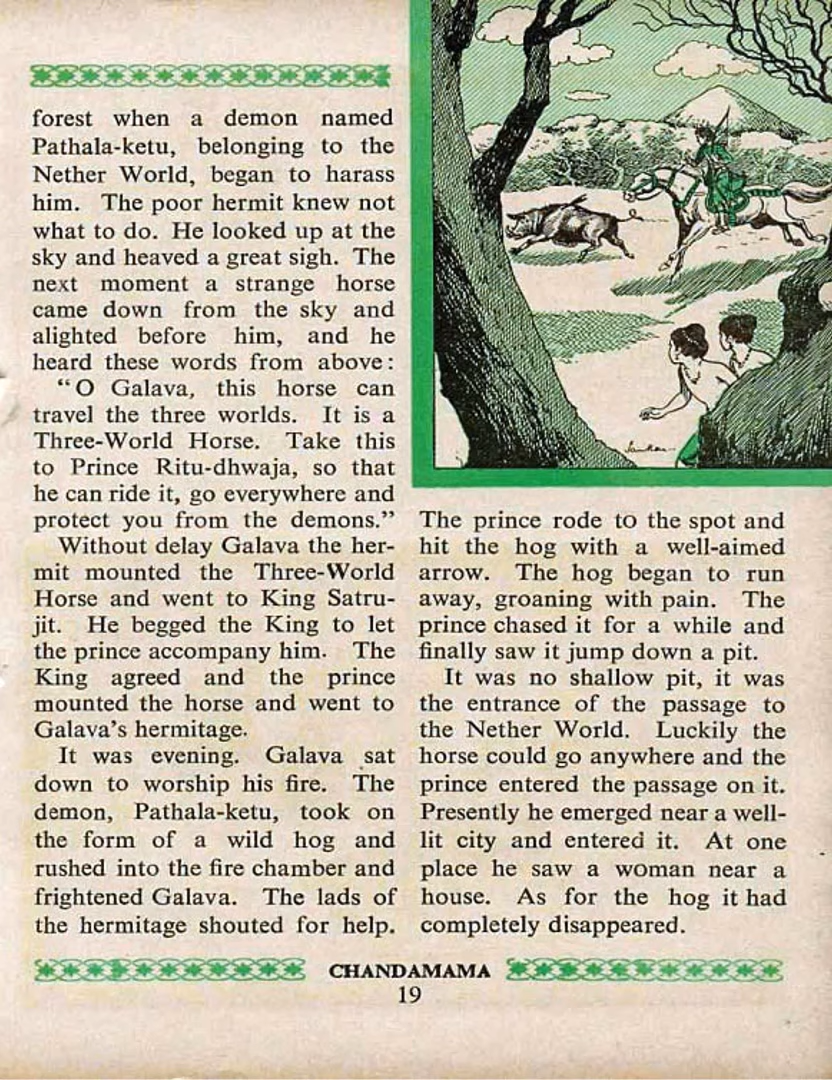 forest when a demon named
Pathala-ketu, belonging to the
Nether World, began to harass
him. The poor hermit knew not
what to do. He looked up at the
sky and heaved a great sigh. The
next moment a strange horse
came down from the sky and
alighted before him, and he
heard these words from above:
"O Galava, this horse can
travel the three worlds. It is a
Three-World Horse. Take this
to Prince Ritu-dhwaja, so that
he can ride it, go everywhere and
protect you from the demons."
Without delay Galava the her-
mit mounted the Three-World
Horse and went to King Satru-
jit. He begged the King to let
the prince accompany him. The
King agreed and the prince
mounted the horse and went to
Galava's hermitage.
It was evening. Galava sat
down to worship his fire. The
demon, Pathala-ketu, took on
the form of a wild hog and
rushed into the fire chamber and
frightened Galava. The lads of
the hermitage shouted for help.
Sankar
The prince rode to the spot and
hit the hog with a well-aimed
arrow. The hog began to run
away, groaning with pain. The
prince chased it for a while and
finally saw it jump down a pit.
It was no shallow pit, it was
the entrance of the passage to
the Nether World. Luckily the
horse could go anywhere and the
prince entered the passage on it.
Presently he emerged near a well-
lit city and entered it. At one
place he saw a woman near a
house. As for the hog it had
completely disappeared.
CHANDAMAMA
19